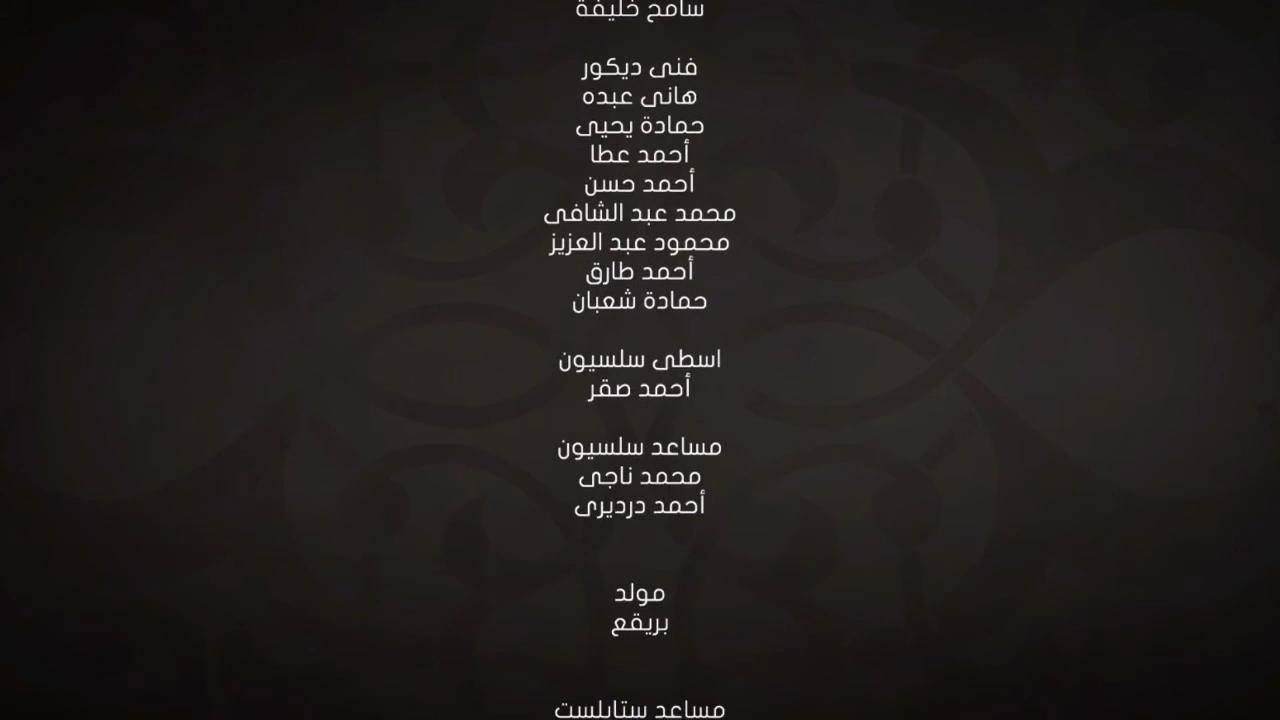 سامح خليفة
فنى ديكور
هانى عبده
حمادة يحيى
أحمد عطا
أحمد حسن
محمد عبد الشافى
محمود عبد العزيز
أحمد طارق
حمادة شعبان
اسطى سلسيون
أحمد صقر
مساعد سلسيون
محمد ناجى
أحمد درديرى
مولد
بريقع
مساعد ستايلست